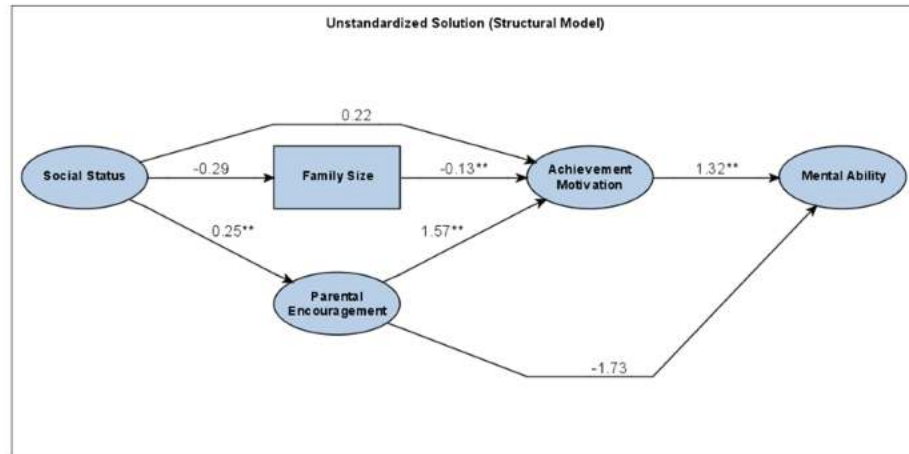 Unstandardized Solution (Structural Model)
0.22
Social Status
-0.29
Family Size
-0.13**
Achievement
Motivation
1.32**
Mental Ability
0.25**
1.57**
Parental
Encouragement
-1.73